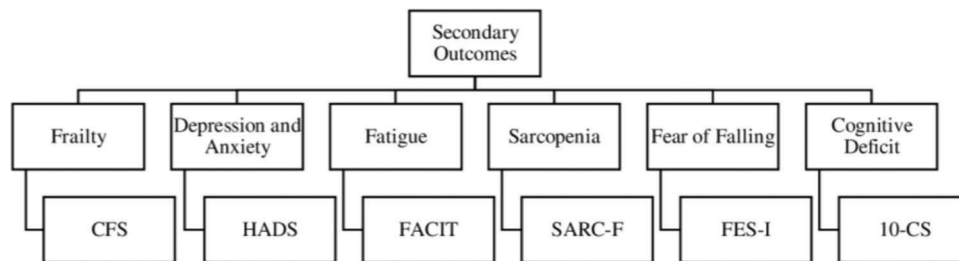 Secondary
Outcomes
Frailty
Depression and
Anxiety
Fatigue
Sarcopenia
Fear of Falling
Cognitive
Deficit
CFS
HADS
FACIT
SARC-F
FES-I
10-CS